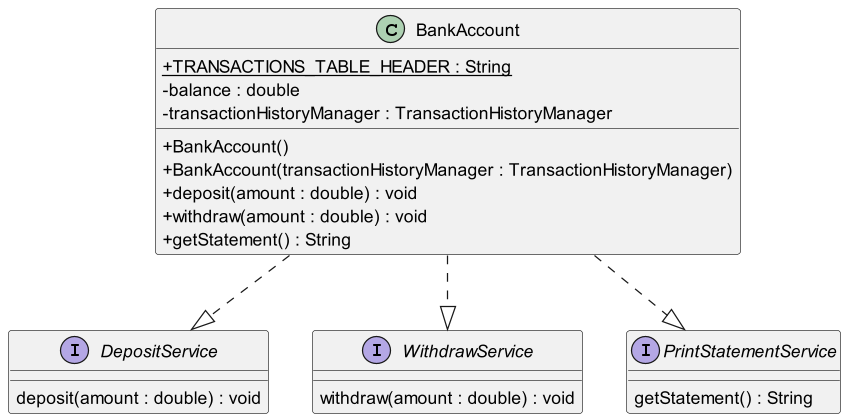 C BankAccount
+TRANSACTIONS_TABLE_HEADER : String
-balance : double
-transactionHistoryManager : TransactionHistoryManager
+BankAccount()
+BankAccount(transactionHistoryManager : TransactionHistoryManager)
+deposit(amount : double) : void
+withdraw(amount : double) : void
+getStatement() : String
I DepositService
deposit(amount : double) : void
I WithdrawService
withdraw(amount : double) : void
I PrintStatementService
getStatement() : String